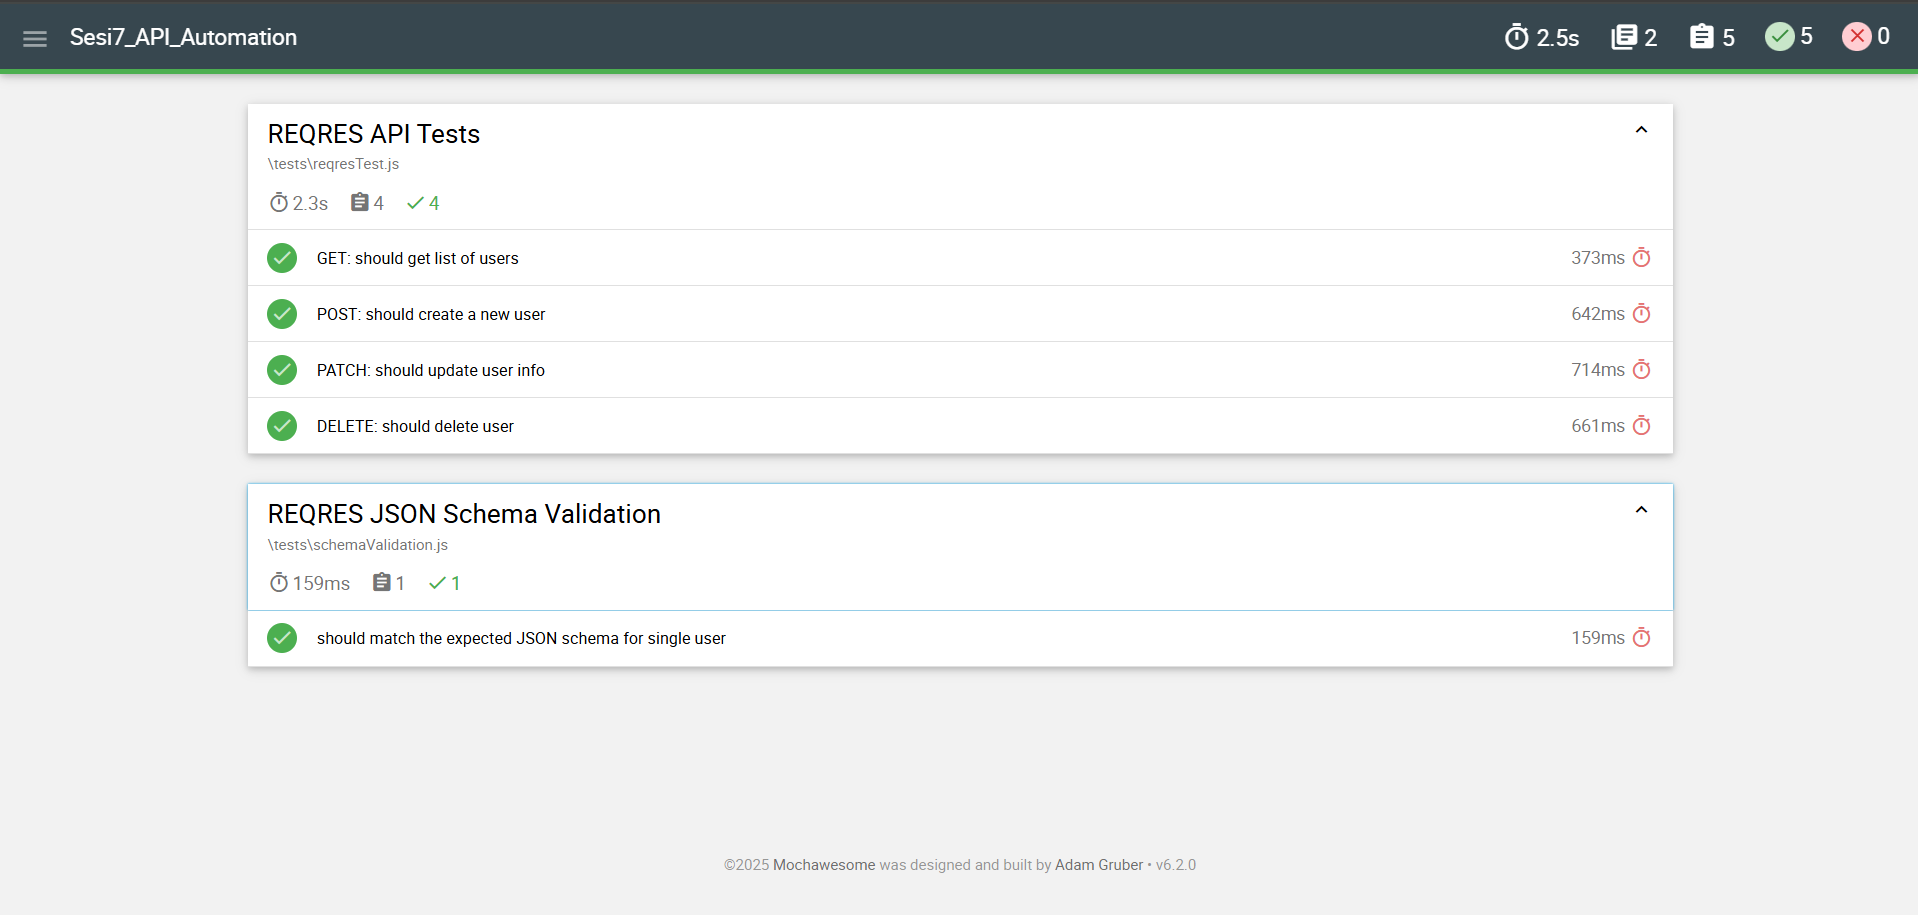 Sesi7_API_Automation
2.5s 2 5 5 0
REQRES API Tests
\tests\reqresTest.js
2.3s 4 4
GET: should get list of users 373ms
POST: should create a new user 642ms
PATCH: should update user info 714ms
DELETE: should delete user 661ms
REQRES JSON Schema Validation
\tests\schemaValidation.js
159ms 1 1
should match the expected JSON schema for single user 159ms
©2025 Mochawesome was designed and built by Adam Gruber • v6.2.0